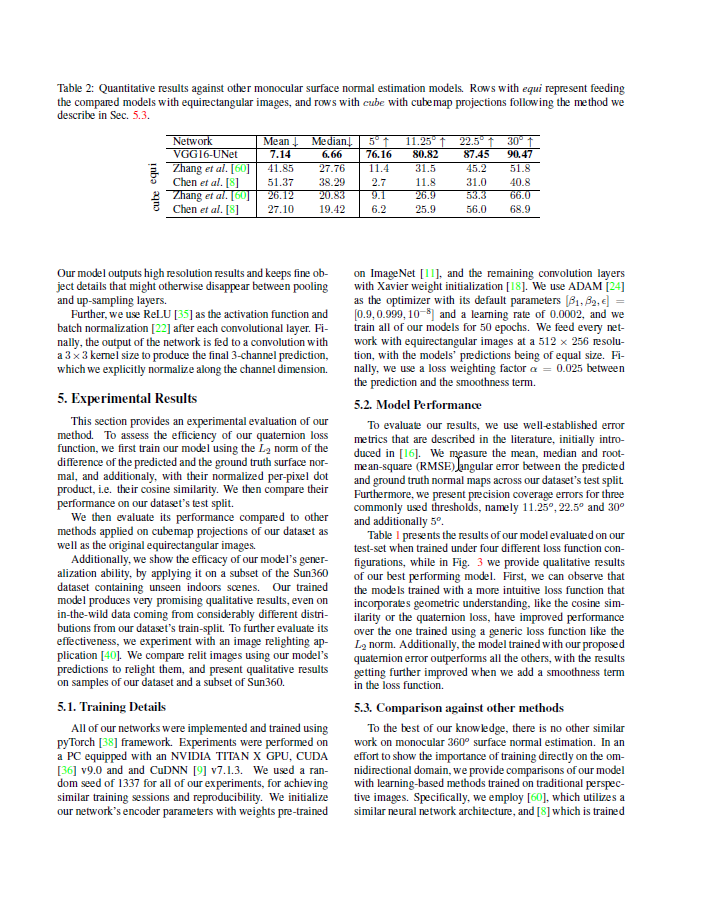 Table 2: Quantitative results against other monocular surface normal estimation models. Rows with equi represent feeding
the compared models with equirectangular images, and rows with cube with cubemap projections following the method we
describe in Sec. 5.3.
Network Mean ↓ Median↓ 5° ↑ 11.25° ↑ 22.5° ↑ 30° ↑
VGG16-UNet 7.14 6.66 76.16 80.82 87.45 90.47
equi
Zhang et al. [60] 41.85 27.76 11.4 31.5 45.2 51.8
Chen et al. [8] 51.37 38.29 2.7 11.8 31.0 40.8
cube
Zhang et al. [60] 26.12 20.83 9.1 26.9 53.3 66.0
Chen et al. [8] 27.10 19.42 6.2 25.9 56.0 68.9
Our model outputs high resolution results and keeps fine ob-
ject details that might otherwise disappear between pooling
and up-sampling layers.
Further, we use ReLU [35] as the activation function and
batch normalization [22] after each convolutional layer. Fi-
nally, the output of the network is fed to a convolution with
a 3 × 3 kernel size to produce the final 3-channel prediction,
which we explicitly normalize along the channel dimension.
5. Experimental Results
This section provides an experimental evaluation of our
method. To assess the efficiency of our quaternion loss
function, we first train our model using the L₂ norm of the
difference of the predicted and the ground truth surface nor-
mal, and additionaly, with their normalized per-pixel dot
product, i.e. their cosine similarity. We then compare their
performance on our dataset's test split.
We then evaluate its performance compared to other
methods applied on cubemap projections of our dataset as
well as the original equirectangular images.
Additionally, we show the efficacy of our model's gener-
alization ability, by applying it on a subset of the Sun360
dataset containing unseen indoors scenes. Our trained
model produces very promising qualitative results, even on
in-the-wild data coming from considerably different distri-
butions from our dataset's train-split. To further evaluate its
effectiveness, we experiment with an image relighting ap-
plication [40]. We compare relit images using our model's
predictions to relight them, and present qualitative results
on samples of our dataset and a subset of Sun360.
5.1. Training Details
All of our networks were implemented and trained using
pyTorch [38] framework. Experiments were performed on
a PC equipped with an NVIDIA TITAN X GPU, CUDA
[36] v9.0 and and CuDNN [9] v7.1.3. We used a ran-
dom seed of 1337 for all of our experiments, for achieving
similar training sessions and reproducibility. We initialize
our network's encoder parameters with weights pre-trained
on ImageNet [11], and the remaining convolution layers
with Xavier weight initialization [18]. We use ADAM [24]
as the optimizer with its default parameters [β₁, β₂, ϵ] =
[0.9, 0.999, 10⁻⁸] and a learning rate of 0.0002, and we
train all of our models for 50 epochs. We feed every net-
work with equirectangular images at a 512 × 256 resolu-
tion, with the models' predictions being of equal size. Fi-
nally, we use a loss weighting factor α = 0.025 between
the prediction and the smoothness term.
5.2. Model Performance
To evaluate our results, we use well-established error
metrics that are described in the literature, initially intro-
duced in [16]. We measure the mean, median and root-
mean-square (RMSE) angular error between the predicted
and ground truth normal maps across our dataset's test split.
Furthermore, we present precision coverage errors for three
commonly used thresholds, namely 11.25°, 22.5° and 30°
and additionally 5°.
Table 1 presents the results of our model evaluated on our
test-set when trained under four different loss function con-
figurations, while in Fig. 3 we provide qualitative results
of our best performing model. First, we can observe that
the models trained with a more intuitive loss function that
incorporates geometric understanding, like the cosine sim-
ilarity or the quaternion loss, have improved performance
over the one trained using a generic loss function like the
L₂ norm. Additionally, the model trained with our proposed
quaternion error outperforms all the others, with the results
getting further improved when we add a smoothness term
in the loss function.
5.3. Comparison against other methods
To the best of our knowledge, there is no other similar
work on monocular 360° surface normal estimation. In an
effort to show the importance of training directly on the om-
nidirectional domain, we provide comparisons of our model
with learning-based methods trained on traditional perspec-
tive images. Specifically, we employ [60], which utilizes a
similar neural network architecture, and [8] which is trained